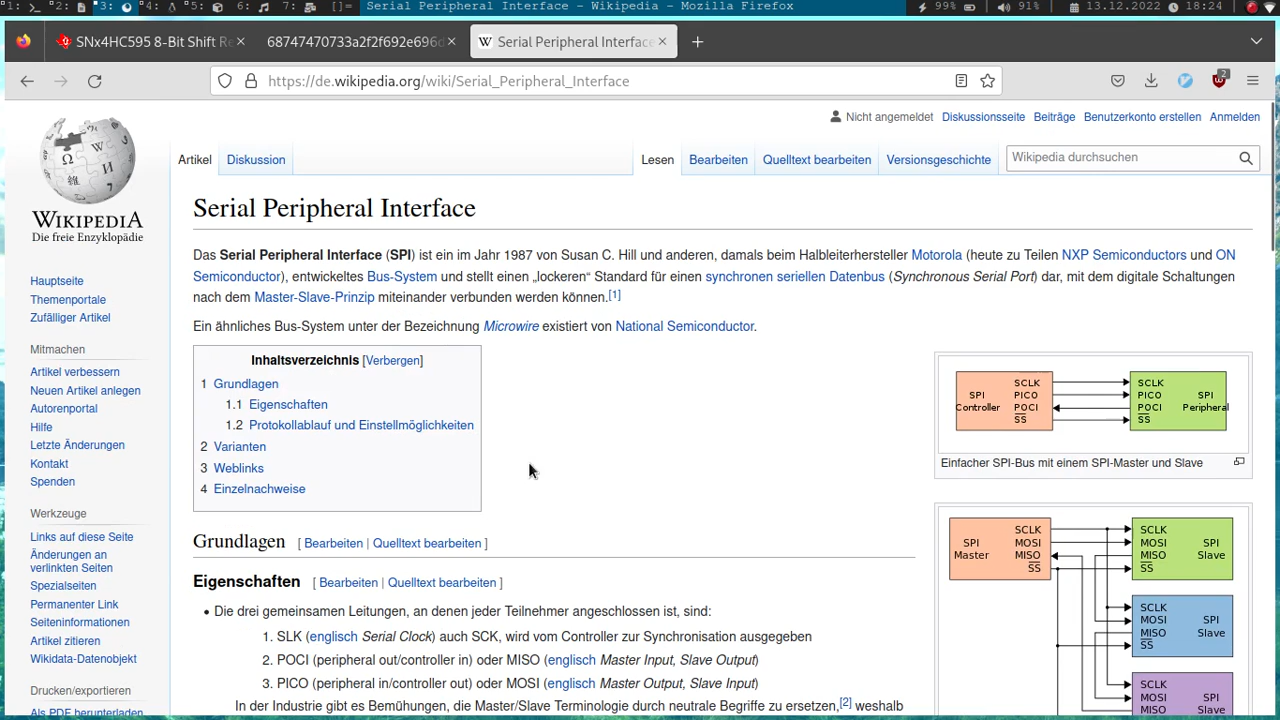 1: 2: 3: 4: 5: 6: 7: []= Serial Peripheral Interface - Wikipedia - Mozilla Firefox 99% 91% 13.12.2022 18:24
SNx4HC595 8-Bit Shift Re
68747470733a2f2f692e696d
Serial Peripheral Interface
https://de.wikipedia.org/wiki/Serial_Peripheral_Interface
2
Nicht angemeldet Diskussionsseite Beiträge Benutzerkonto erstellen Anmelden
Artikel Diskussion Lesen Bearbeiten Quelltext bearbeiten Versionsgeschichte Wikipedia durchsuchen
WIKIPEDIA
Die freie Enzyklopädie
Hauptseite
Themenportale
Zufälliger Artikel
Mitmachen
Artikel verbessern
Neuen Artikel anlegen
Autorenportal
Hilfe
Letzte Änderungen
Kontakt
Spenden
Werkzeuge
Links auf diese Seite
Änderungen an
verlinkten Seiten
Spezialseiten
Permanenter Link
Seiteninformationen
Artikel zitieren
Wikidata-Datenobjekt
Drucken/exportieren
Als PDF herunterladen
Serial Peripheral Interface
Das Serial Peripheral Interface (SPI) ist ein im Jahr 1987 von Susan C. Hill und anderen, damals beim Halbleiterhersteller Motorola (heute zu Teilen NXP Semiconductors und ON
Semiconductor), entwickeltes Bus-System und stellt einen „lockeren“ Standard für einen synchronen seriellen Datenbus (Synchronous Serial Port) dar, mit dem digitale Schaltungen
nach dem Master-Slave-Prinzip miteinander verbunden werden können.[1]
Ein ähnliches Bus-System unter der Bezeichnung Microwire existiert von National Semiconductor.
Inhaltsverzeichnis [Verbergen]
1 Grundlagen
1.1 Eigenschaften
1.2 Protokollablauf und Einstellmöglichkeiten
2 Varianten
3 Weblinks
4 Einzelnachweise
Grundlagen [ Bearbeiten | Quelltext bearbeiten ]
Eigenschaften [ Bearbeiten | Quelltext bearbeiten ]
• Die drei gemeinsamen Leitungen, an denen jeder Teilnehmer angeschlossen ist, sind:
1. SLK (englisch Serial Clock) auch SCK, wird vom Controller zur Synchronisation ausgegeben
2. POCI (peripheral out/controller in) oder MISO (englisch Master Input, Slave Output)
3. PICO (peripheral in/controller out) oder MOSI (englisch Master Output, Slave Input)
In der Industrie gibt es Bemühungen, die Master/Slave Terminologie durch neutrale Begriffe zu ersetzen,[2] weshalb
SPI Controller
SCLK
PICO
POCI
SS
SCLK
PICO
POCI
SS
SPI Peripheral
Einfacher SPI-Bus mit einem SPI-Master und Slave
SPI Master
SCLK
MOSI
MISO
SS
SCLK
MOSI
MISO
SS
SPI Slave
SCLK
MOSI
MISO
SS
SPI Slave
SCLK
MOSI
MISO
SPI Slave